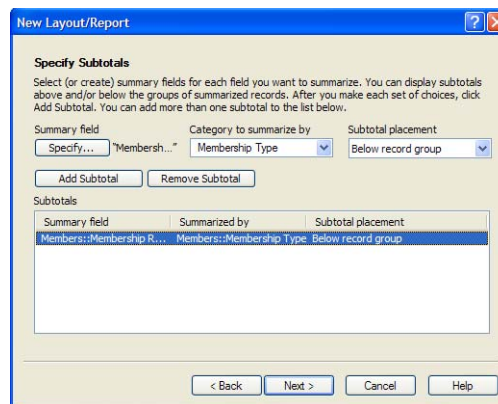 New Layout/Report
Specify Subtotals
Select (or create) summary fields for each field you want to summarize. You can display subtotals
above and/or below the groups of summarized records. After you make each set of choices, click
Add Subtotal. You can add more than one subtotal to the list below.
Summary field Category to summarize by Subtotal placement
Specify... "Membersh..." Membership Type Below record group
Add Subtotal Remove Subtotal
Subtotals
Summary field Summarized by Subtotal placement
Members::Membership R... Members::Membership Type Below record group
< Back Next > Cancel Help